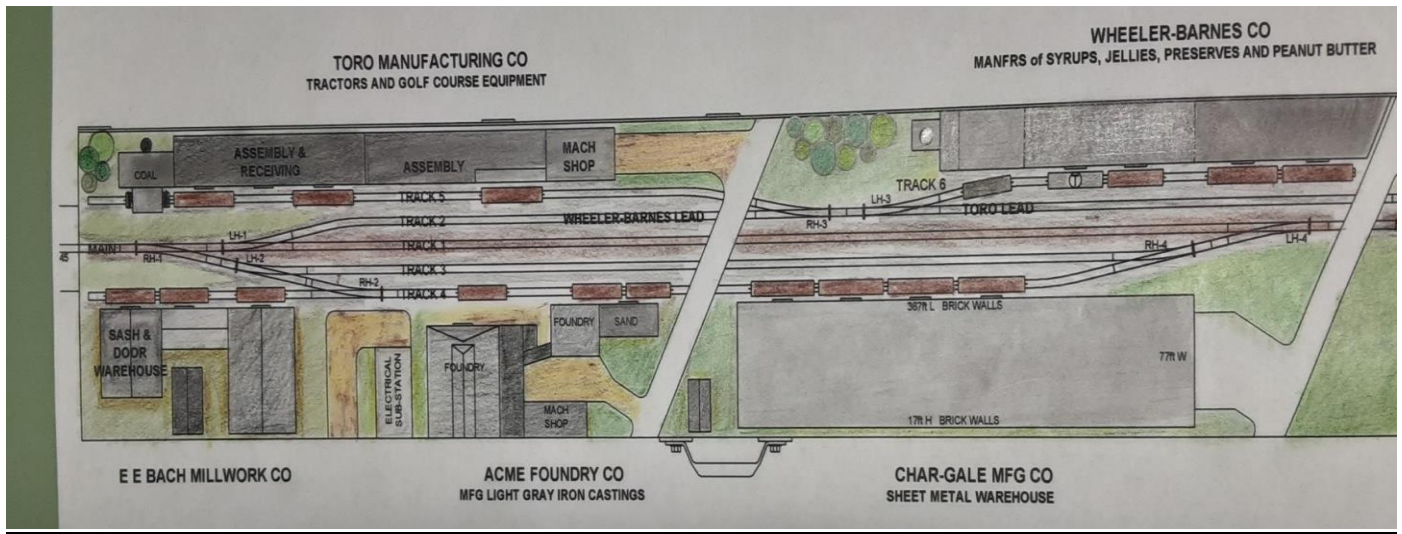 WHEELER-BARNES CO
MANFRS of SYRUPS, JELLIES, PRESERVES AND PEANUT BUTTER
TORO MANUFACTURING CO
TRACTORS AND GOLF COURSE EQUIPMENT
COAL
ASSEMBLY &
RECEIVING
ASSEMBLY
MACH
SHOP
TRACK 5
TRACK 6
LH-3
RH-3
TORO LEAD
TRACK 2
WHEELER-BARNES LEAD
LH-1
MAIN
TRACK 1
RH-1
LH-2
TRACK 3
RH-4
LH-4
RH-2
TRACK 4
367ft L BRICK WALLS
SASH &
DOOR
WAREHOUSE
ELECTRICAL
SUB-STATION
FOUNDRY
FOUNDRY
SAND
MACH
SHOP
77ft W
17ft H BRICK WALLS
E E BACH MILLWORK CO
ACME FOUNDRY CO
MFG LIGHT GRAY IRON CASTINGS
CHAR-GALE MFG CO
SHEET METAL WAREHOUSE